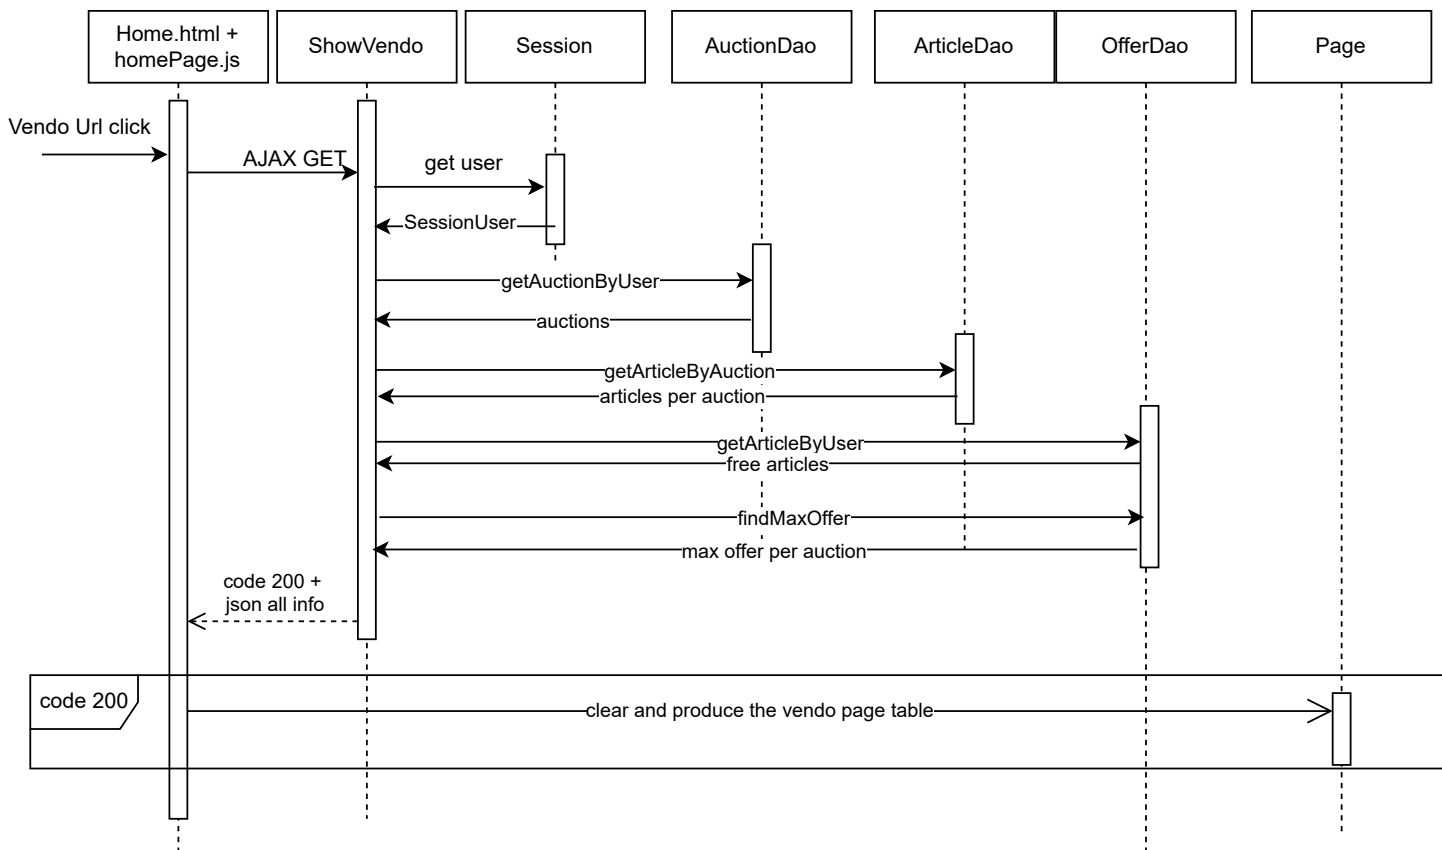 Home.html +
homePage.js
ShowVendo
Session
AuctionDao
ArticleDao
OfferDao
Page
Vendo Url click
AJAX GET
get user
SessionUser
getAuctionByUser
auctions
getArticleByAuction
articles per auction
getArticleByUser
free articles
findMaxOffer
max offer per auction
code 200 +
json all info
code 200
clear and produce the vendo page table